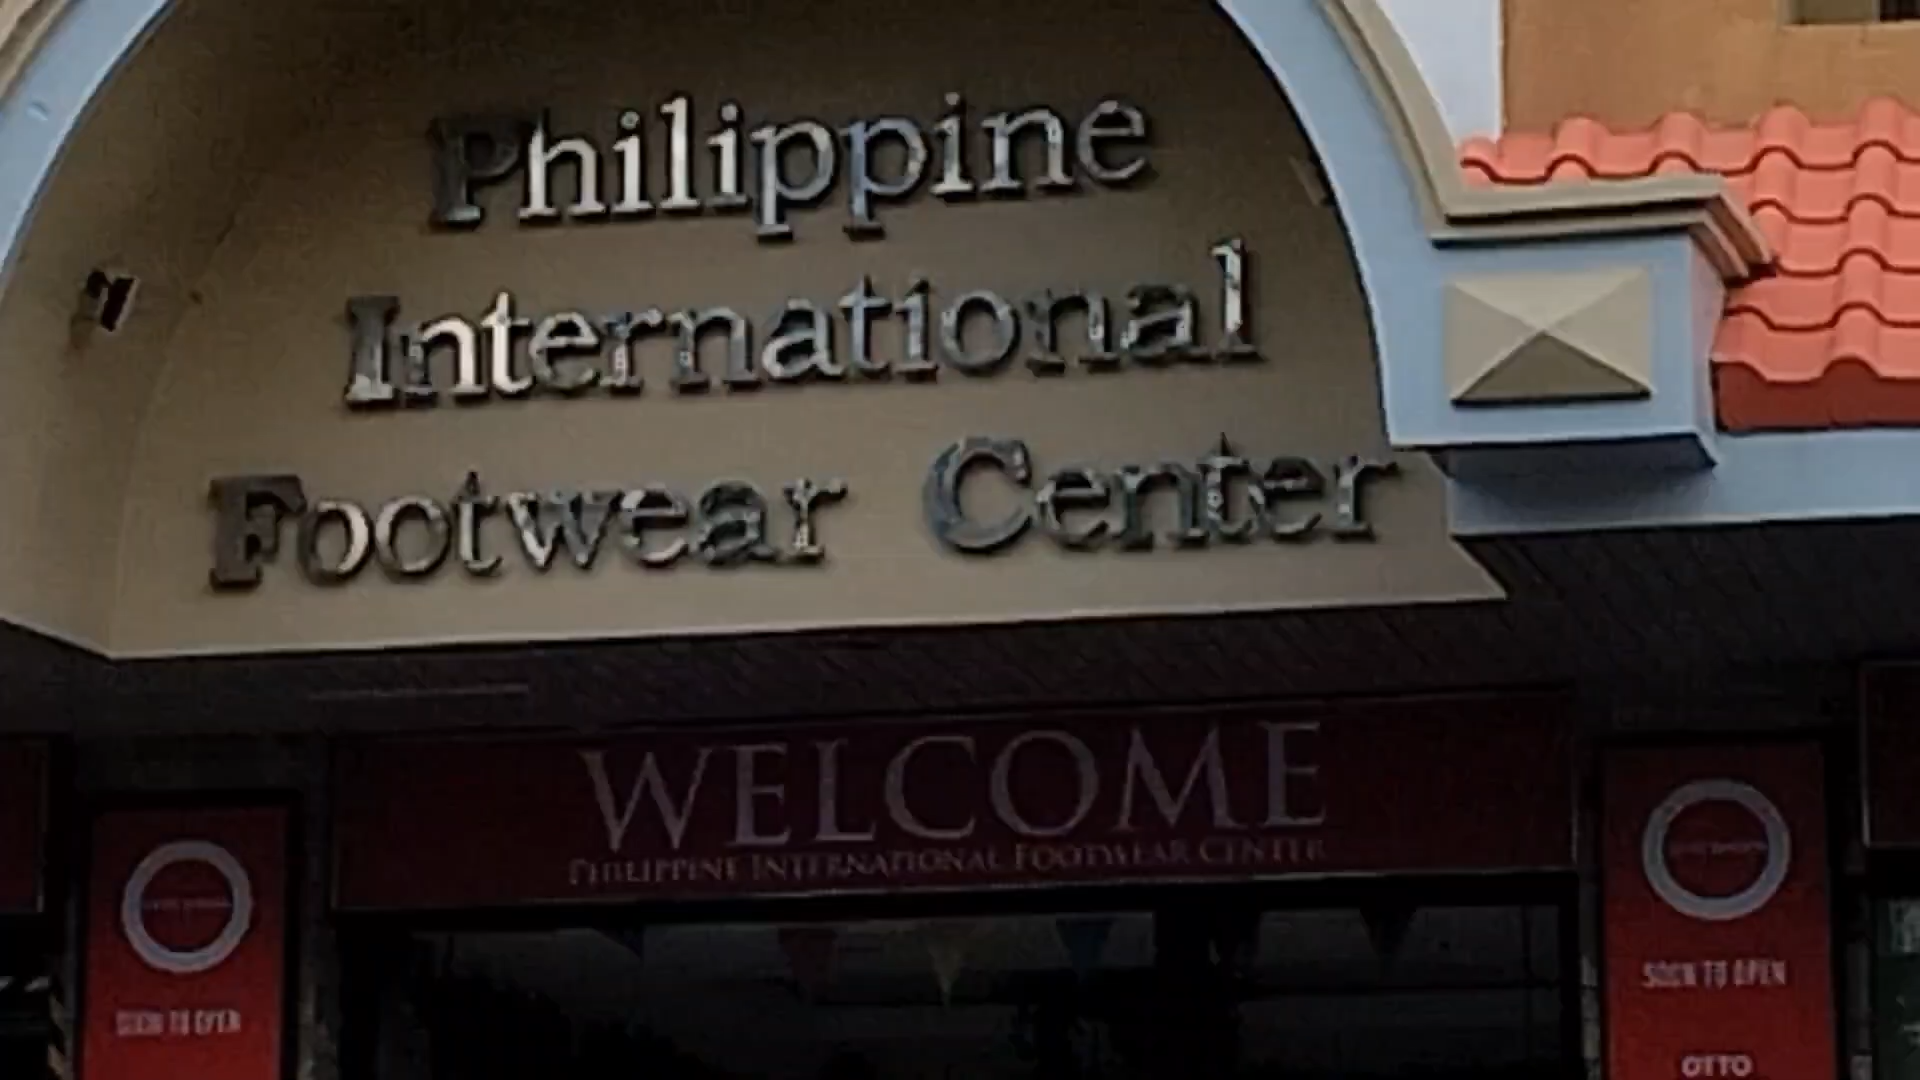 Philippine
International
Footwear Center
WELCOME
PHILIPPINE INTERNATIONAL FOOTWEAR CENTER
SOON TO OPEN
SOON TO OPEN
OTTO